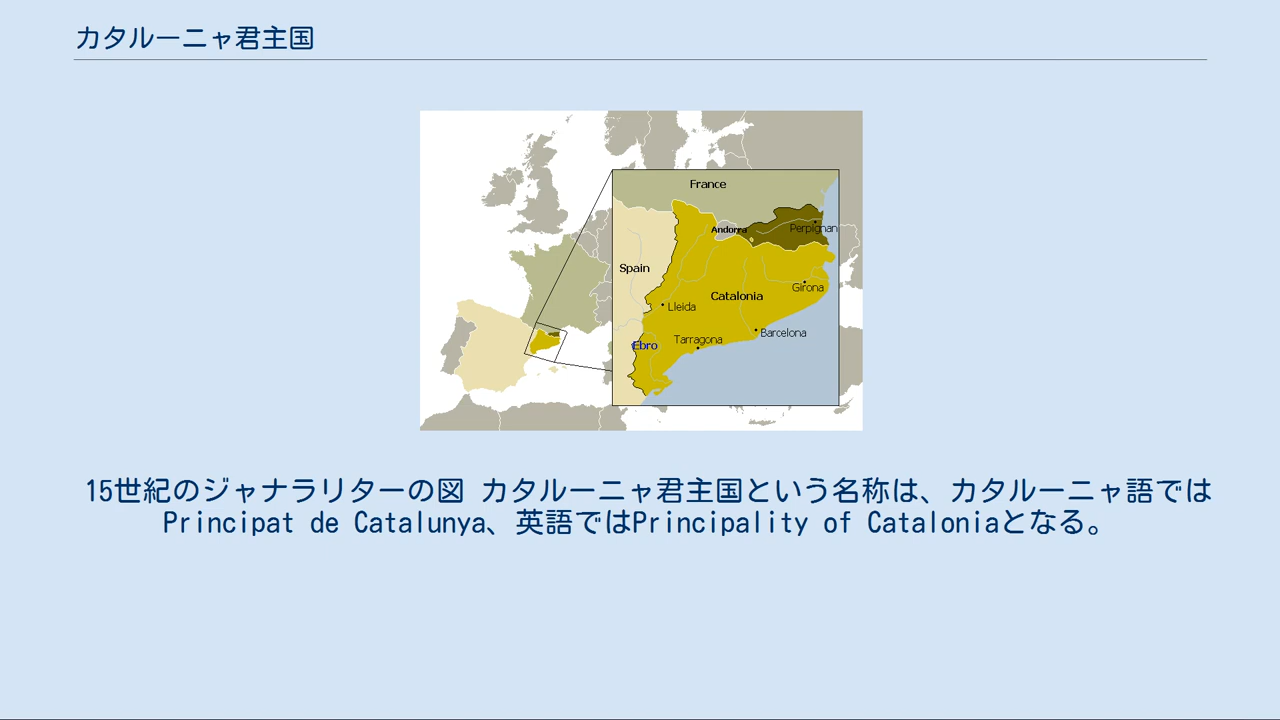 カタルーニャ君主国
France
Andorra
Perpignan
Spain
Catalonia
Girona
Lleida
Barcelona
Tarragona
Ebro
15世紀のジャナラリターの図 カタルーニャ君主国という名称は、カタルーニャ語では
Principat de Catalunya、英語ではPrincipality of Cataloniaとなる。